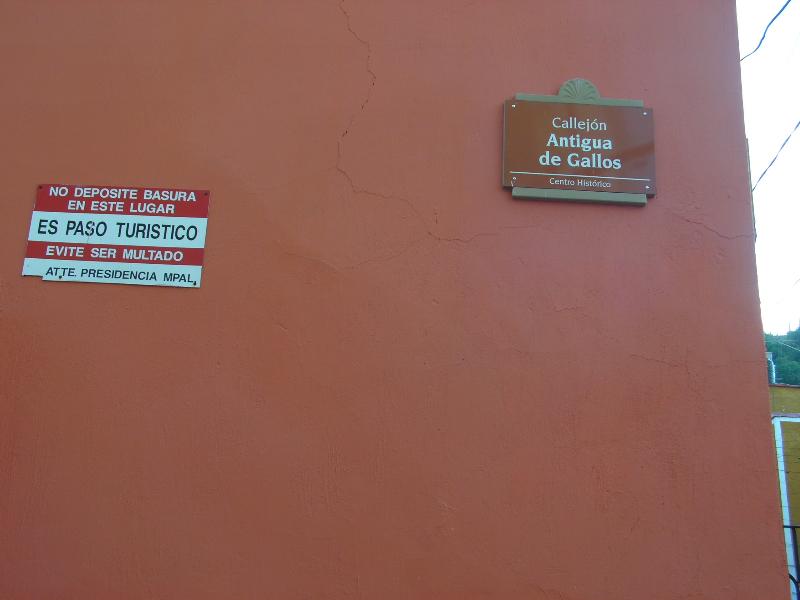 NO DEPOSITE BASURA
EN ESTE LUGAR
ES PASO TURISTICO
EVITE SER MULTADO
ATTE. PRESIDENCIA MPAL.
Callejón
Antigua
de Gallos
Centro Histórico